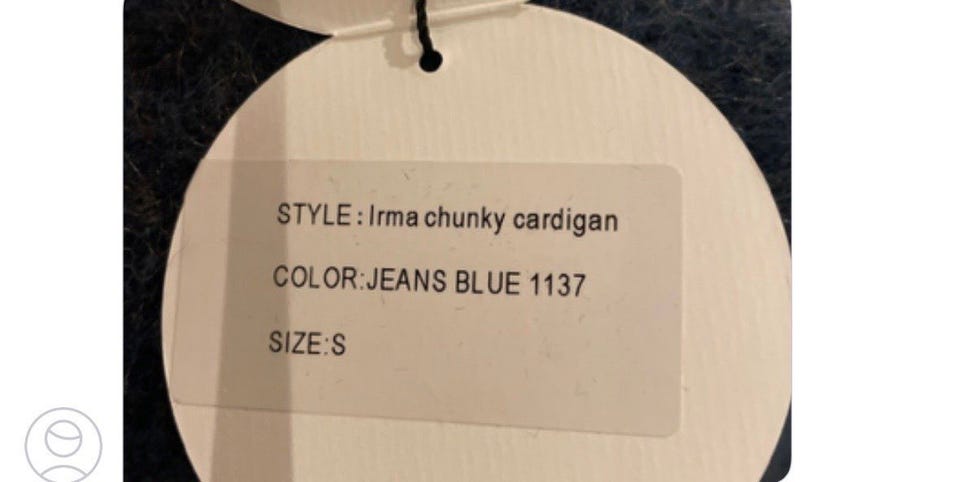 STYLE: Irma chunky cardigan
COLOR:JEANS BLUE 1137
SIZE:S